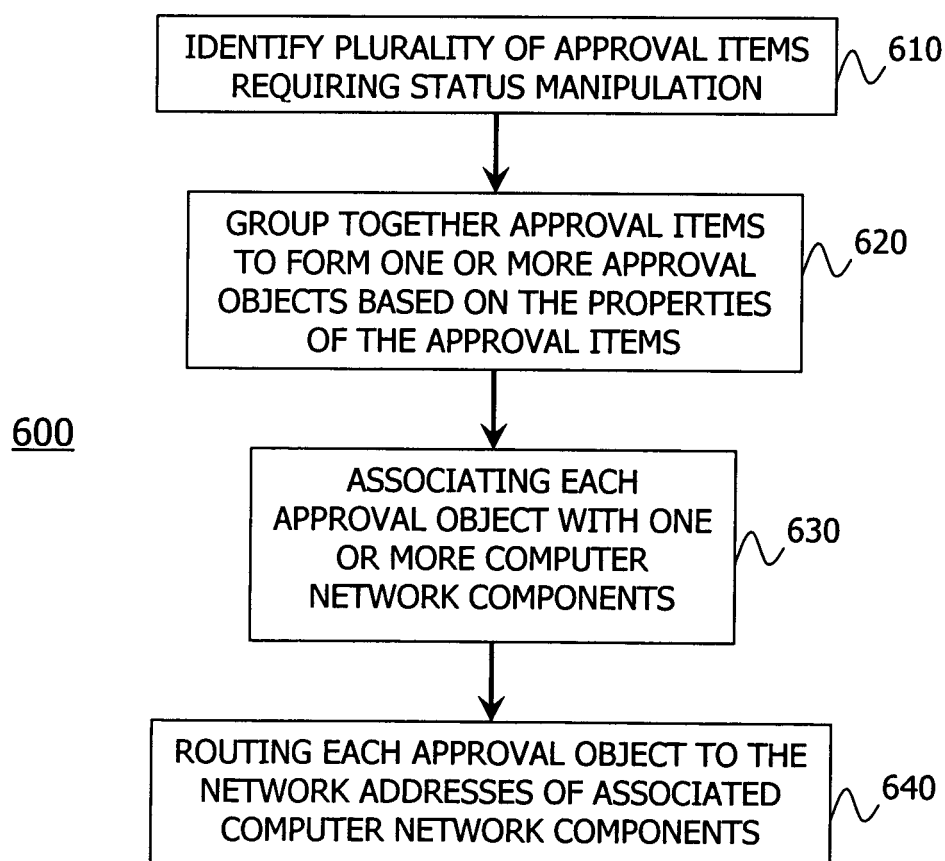 IDENTIFY PLURALITY OF APPROVAL ITEMS
REQUIRING STATUS MANIPULATION
610
GROUP TOGETHER APPROVAL ITEMS
TO FORM ONE OR MORE APPROVAL
OBJECTS BASED ON THE PROPERTIES
OF THE APPROVAL ITEMS
620
600
ASSOCIATING EACH
APPROVAL OBJECT WITH ONE
OR MORE COMPUTER
NETWORK COMPONENTS
630
ROUTING EACH APPROVAL OBJECT TO THE
NETWORK ADDRESSES OF ASSOCIATED
COMPUTER NETWORK COMPONENTS
640